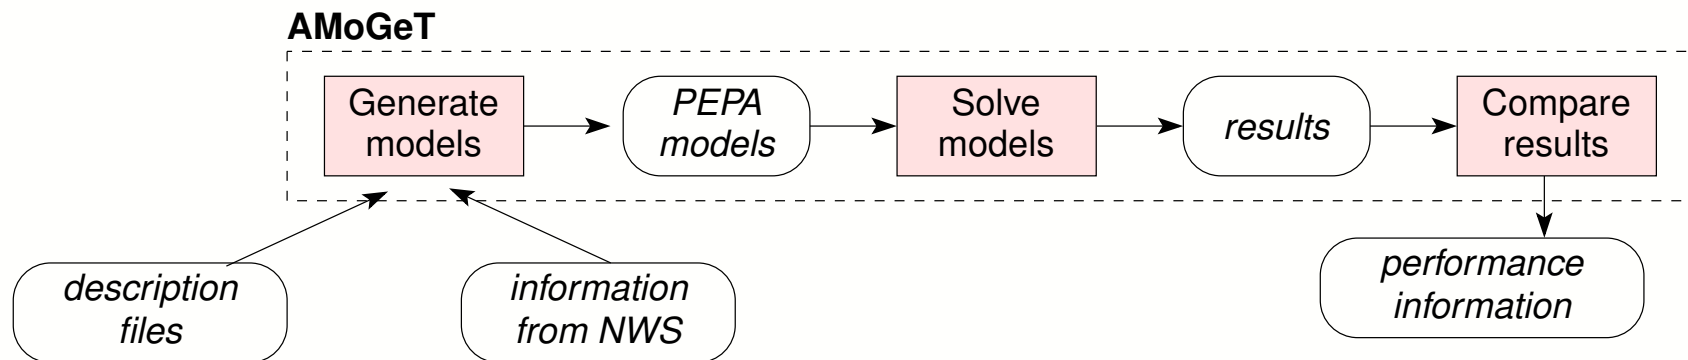 AMoGeT
Generate
models
PEPA
models
Solve
models
results
Compare
results
description
files
information
from NWS
performance
information